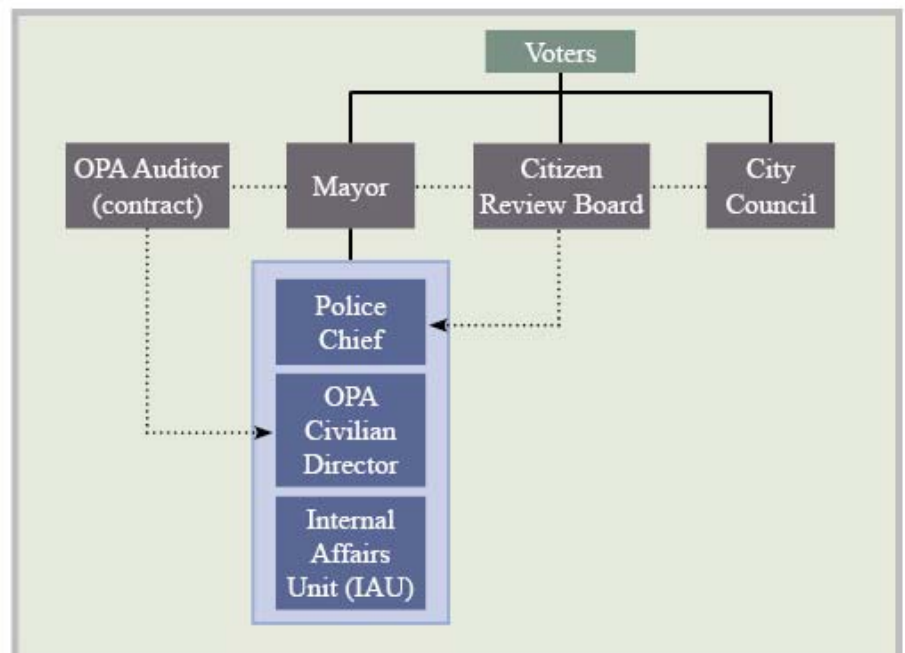 Voters
OPA Auditor
(contract)
Mayor
Citizen
Review Board
City
Council
Police
Chief
OPA
Civilian
Director
Internal
Affairs
Unit (IAU)